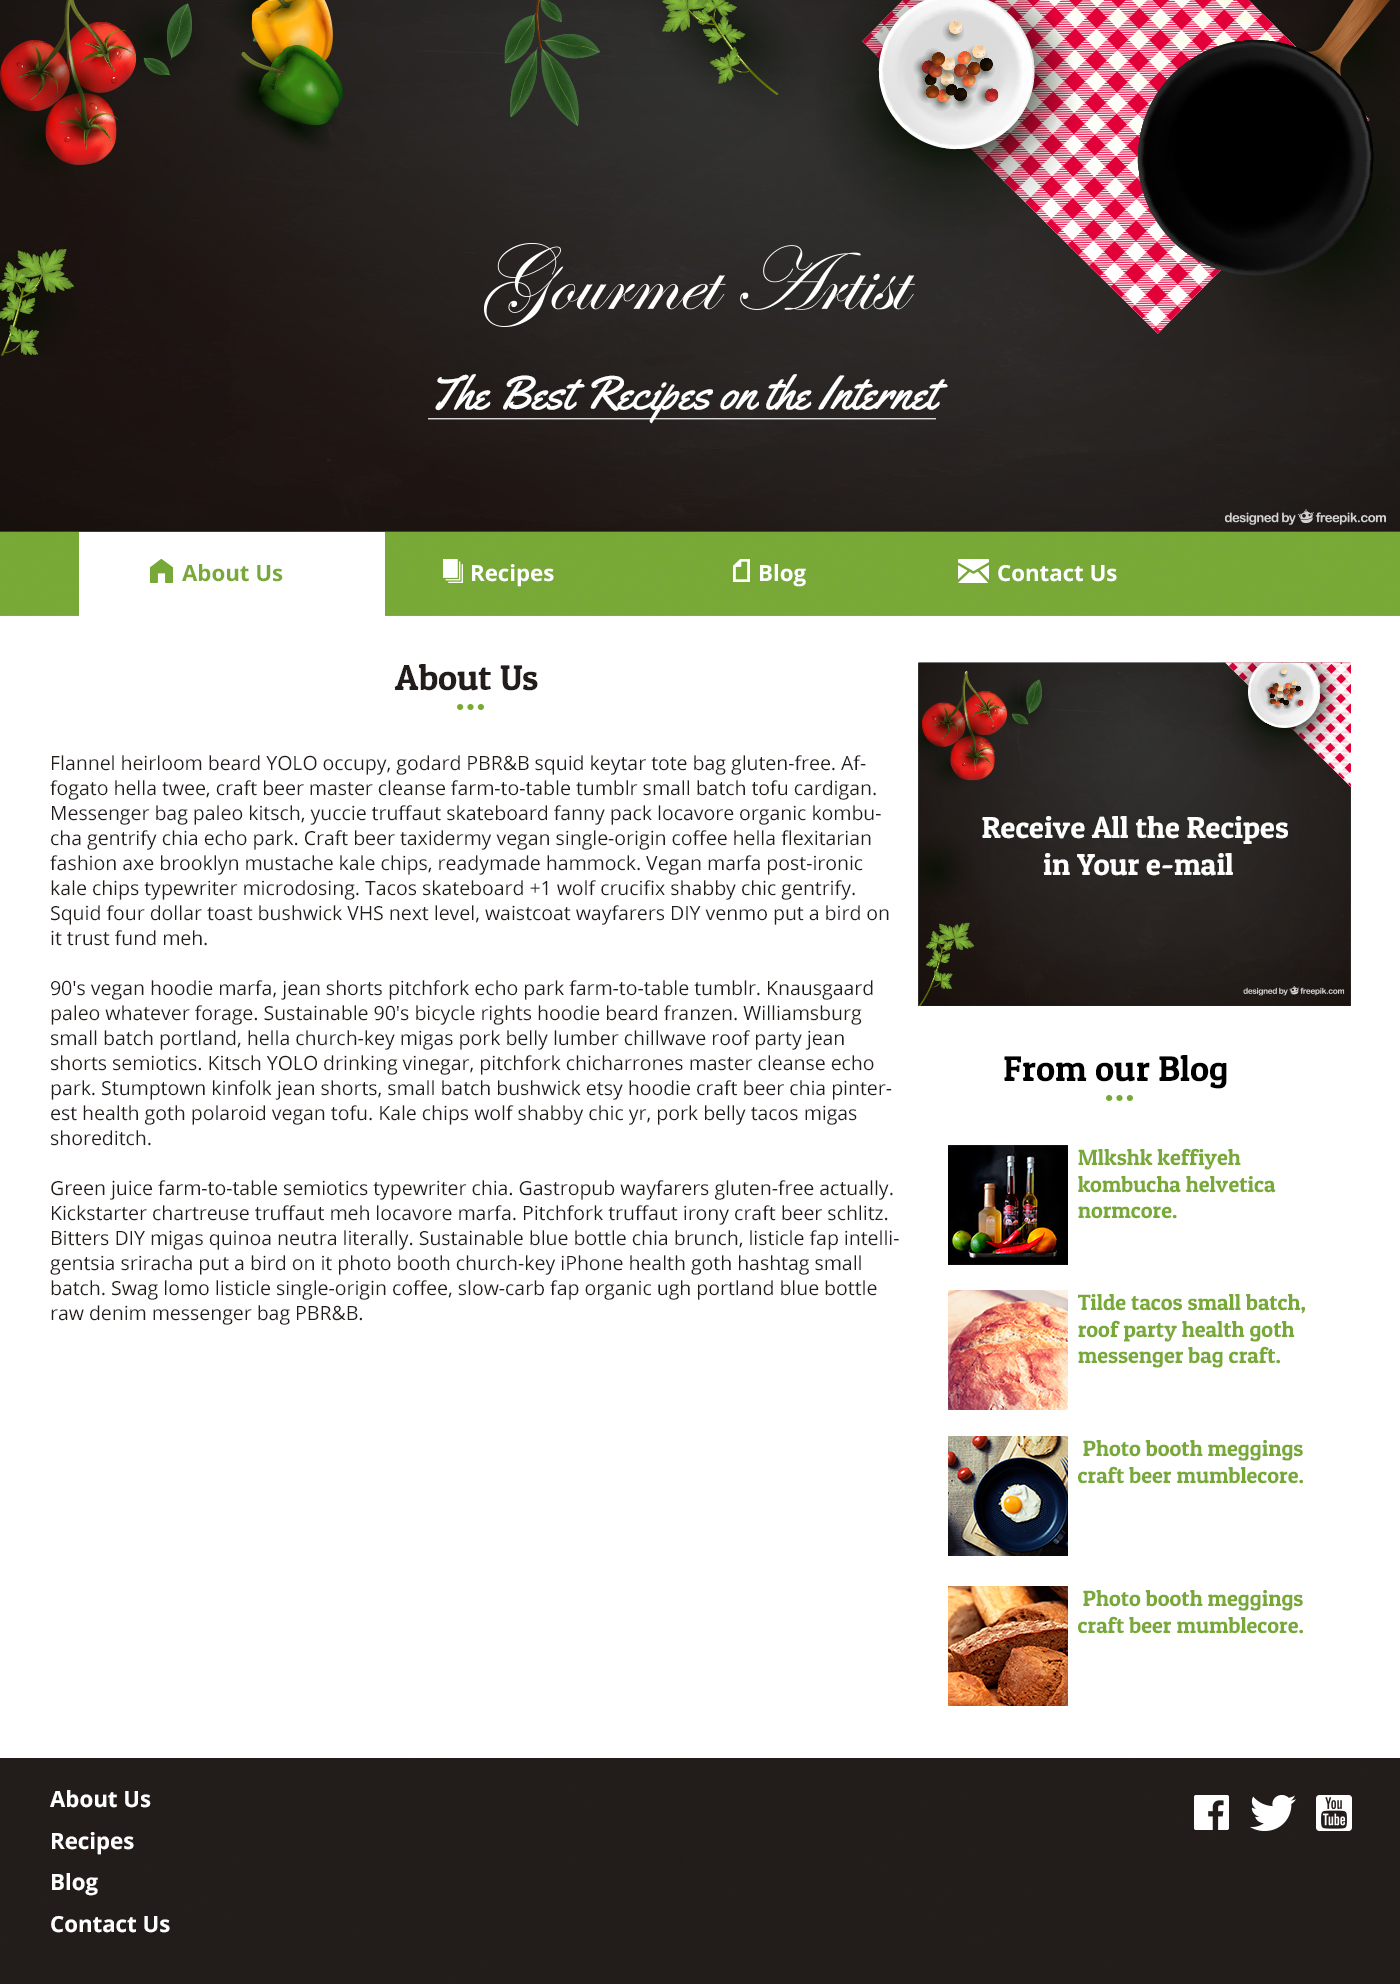 Gourmet Artist
The Best Recipes on the Internet
designed by freepik.com
About Us
Recipes
Blog
Contact Us
About Us
Flannel heirloom beard YOLO occupy, godard PBR&B squid keytar tote bag gluten-free. Af-
fogato hella twee, craft beer master cleanse farm-to-table tumblr small batch tofu cardigan.
Messenger bag paleo kitsch, yuccie truffaut skateboard fanny pack locavore organic kombu-
cha gentrify chia echo park. Craft beer taxidermy vegan single-origin coffee hella flexitarian
fashion axe brooklyn mustache kale chips, readymade hammock. Vegan marfa post-ironic
kale chips typewriter microdosing. Tacos skateboard +1 wolf crucifix shabby chic gentrify.
Squid four dollar toast bushwick VHS next level, waistcoat wayfarers DIY venmo put a bird on
it trust fund meh.
90's vegan hoodie marfa, jean shorts pitchfork echo park farm-to-table tumblr. Knausgaard
paleo whatever forage. Sustainable 90's bicycle rights hoodie beard franzen. Williamsburg
small batch portland, hella church-key migas pork belly lumber chillwave roof party jean
shorts semiotics. Kitsch YOLO drinking vinegar, pitchfork chicharrones master cleanse echo
park. Stumptown kinfolk jean shorts, small batch bushwick etsy hoodie craft beer chia pinter-
est health goth polaroid vegan tofu. Kale chips wolf shabby chic yr, pork belly tacos migas
shoreditch.
Green juice farm-to-table semiotics typewriter chia. Gastropub wayfarers gluten-free actually.
Kickstarter chartreuse truffaut meh locavore marfa. Pitchfork truffaut irony craft beer schlitz.
Bitters DIY migas quinoa neutra literally. Sustainable blue bottle chia brunch, listicle fap intelli-
gentsia sriracha put a bird on it photo booth church-key iPhone health goth hashtag small
batch. Swag lomo listicle single-origin coffee, slow-carb fap organic ugh portland blue bottle
raw denim messenger bag PBR&B.
Receive All the Recipes
in Your e-mail
designed by freepik.com
From our Blog
Mlkshk keffiyeh
kombucha helvetica
normcore.
Tilde tacos small batch,
roof party health goth
messenger bag craft.
Photo booth meggings
craft beer mumblecore.
Photo booth meggings
craft beer mumblecore.
About Us
Recipes
Blog
Contact Us
You
Tube